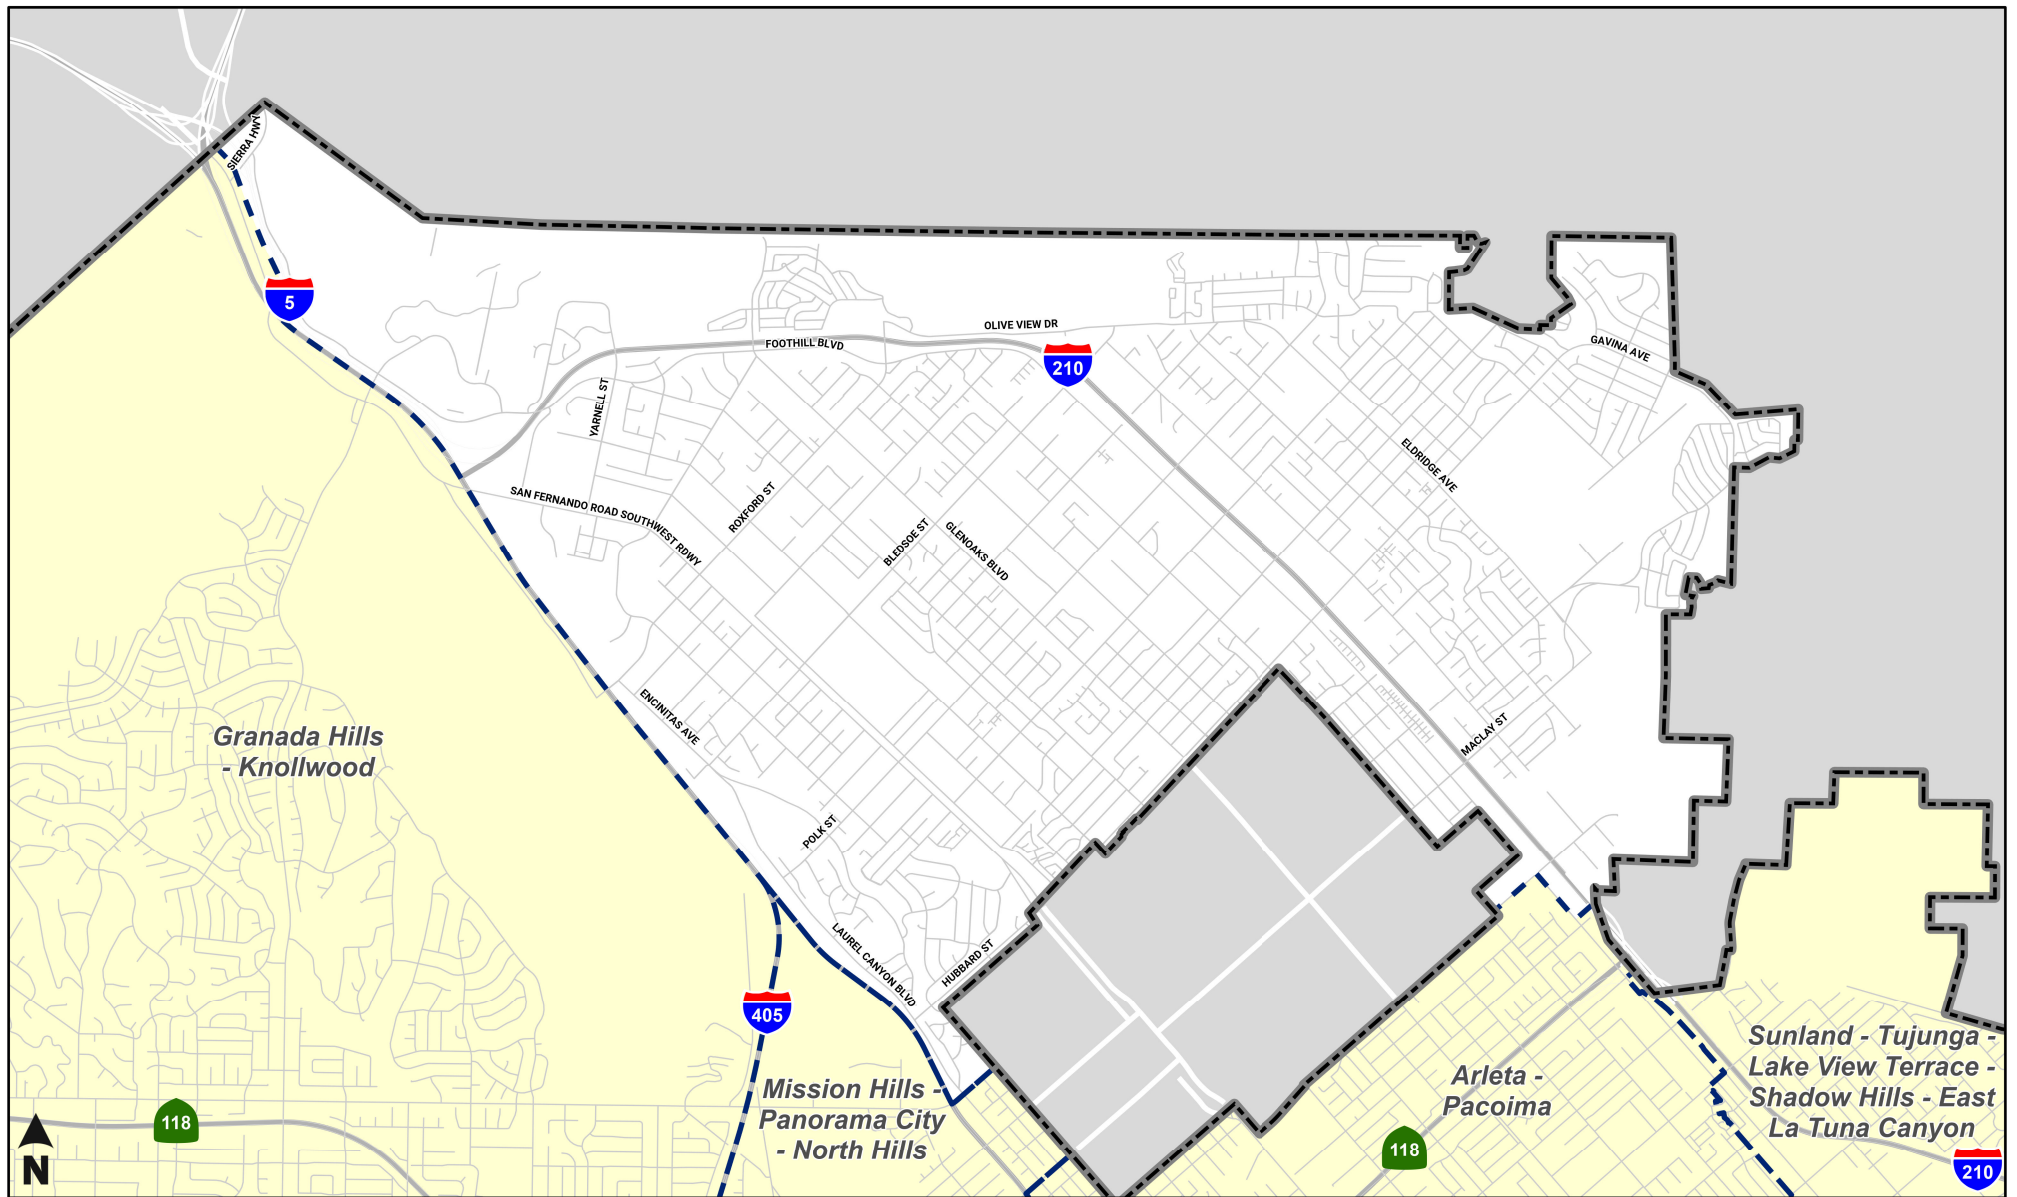 SIERRA HWY
5
OLIVE VIEW DR
FOOTHILL BLVD
210
GAVINA AVE
YARNELL ST
ELDRIDGE AVE
SAN FERNANDO ROAD SOUTHWEST RDWY
ROXFORD ST
BLEDSOE ST
GLENOAKS BLVD
ENCINITAS AVE
MACLAY ST
Granada Hills
- Knollwood
POLK ST
LAUREL CANYON BLVD
HUBBARD ST
405
Mission Hills -
Panorama City
- North Hills
Arleta -
Pacoima
Sunland - Tujunga -
Lake View Terrace -
Shadow Hills - East
La Tuna Canyon
118
118
210
N